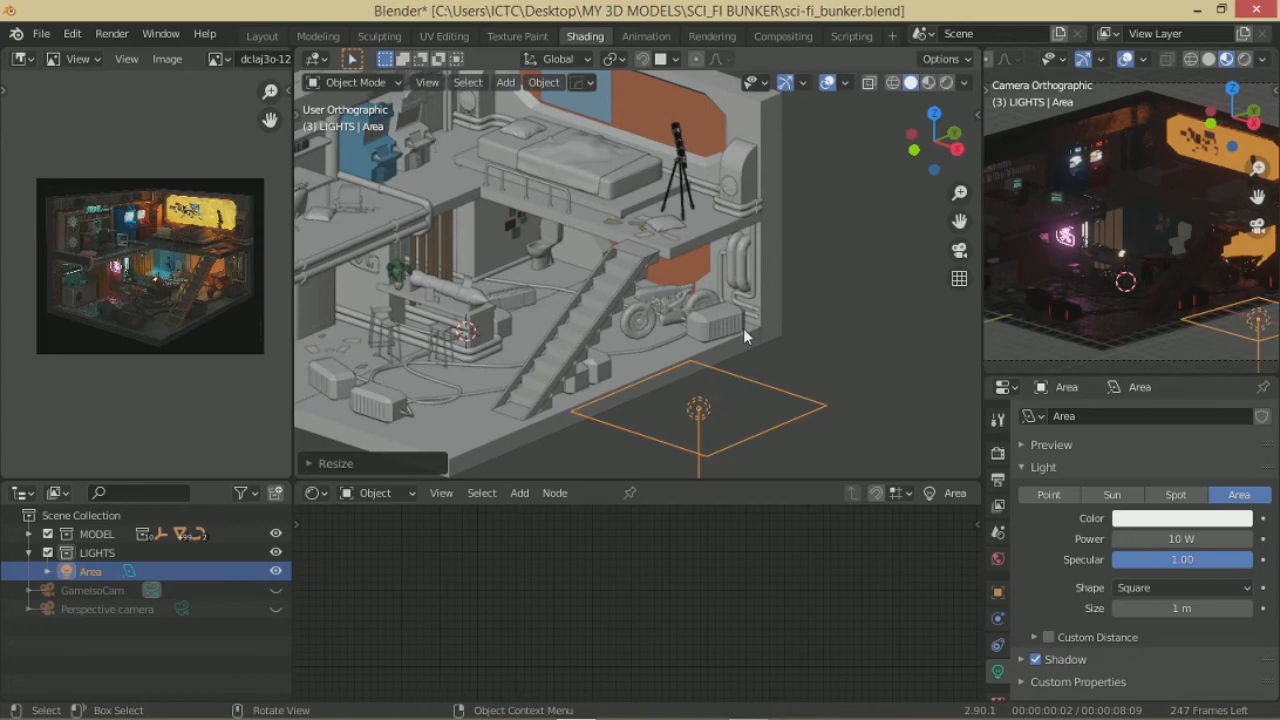 Blender* [C:\Users\ICTC\Desktop\MY 3D MODELS\SCI_FI BUNKER\sci-fi_bunker.blend]
File Edit Render Window Help Layout Modeling Sculpting UV Editing Texture Paint Shading Animation Rendering Compositing Scripting + Scene View Layer
View View Image dclaj3o-12 Global Options
Object Mode View Select Add Object
User Orthographic
(3) LIGHTS | Area
Camera Orthographic
(3) LIGHTS | Area
Resize
Area Area
Area
Preview
Light
Point Sun Spot Area
Color
Power 10 W
Specular 1.00
Shape Square
Size 1 m
Custom Distance
Shadow
Custom Properties
Object View Select Add Node Area
Scene Collection
MODEL
LIGHTS
Area
GameIsoCam
Perspective camera
Select Box Select Rotate View Object Context Menu 2.90.1 00:00:00:02 / 00:00:08:09 247 Frames Left